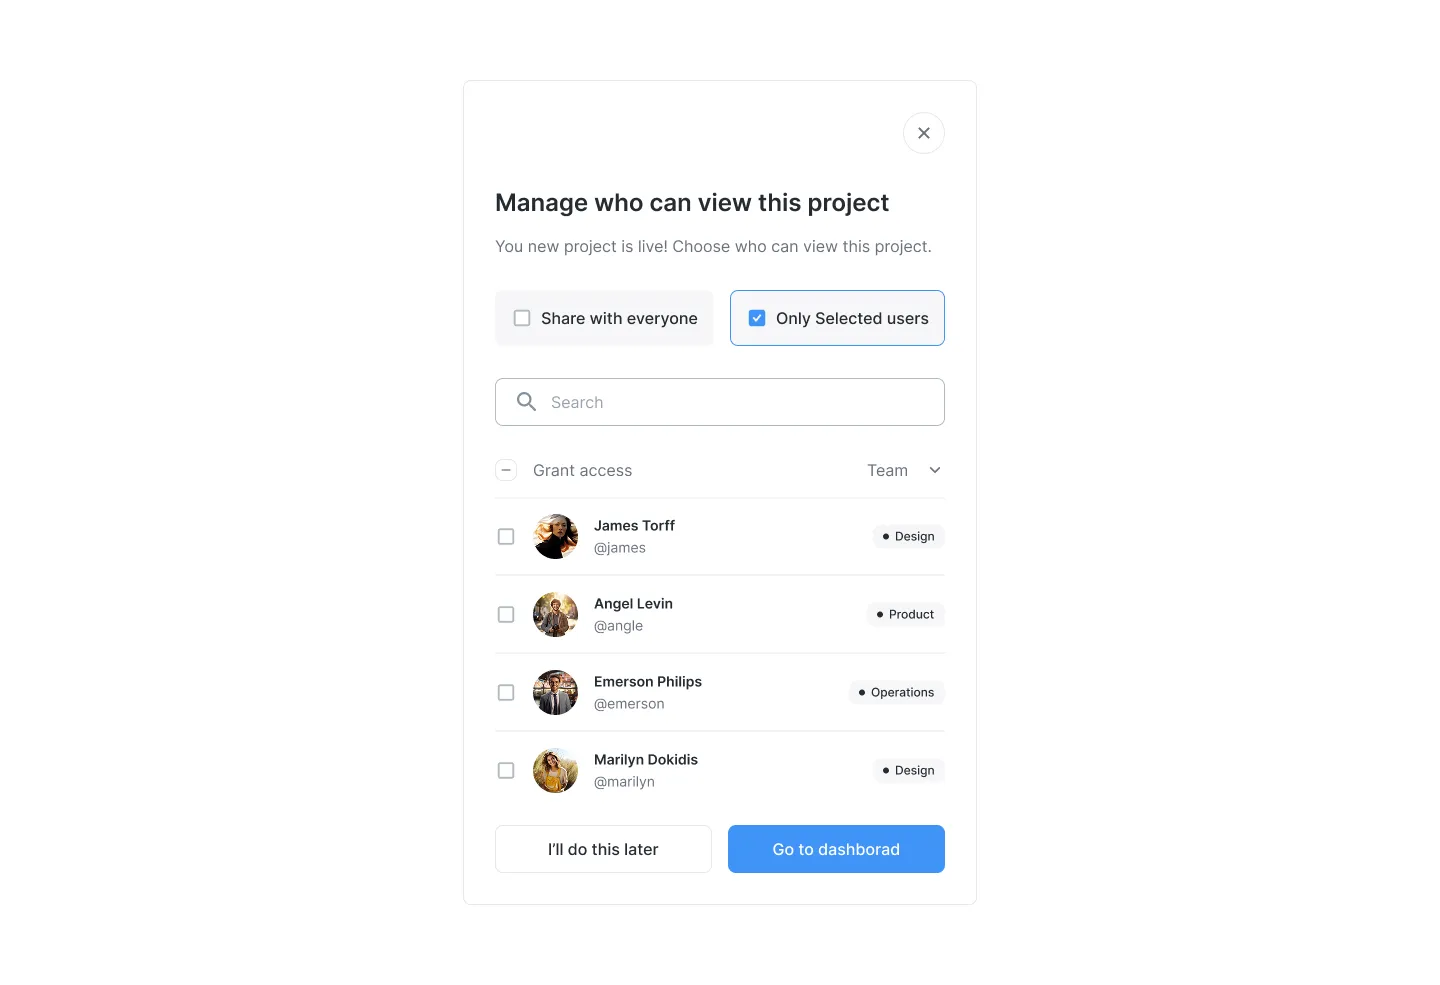 Manage who can view this project
You new project is live! Choose who can view this project.
Share with everyone
Only Selected users
Search
Grant access
Team
James Torff
@james
Design
Angel Levin
@angle
Product
Emerson Philips
@emerson
Operations
Marilyn Dokidis
@marilyn
Design
I’ll do this later
Go to dashborad